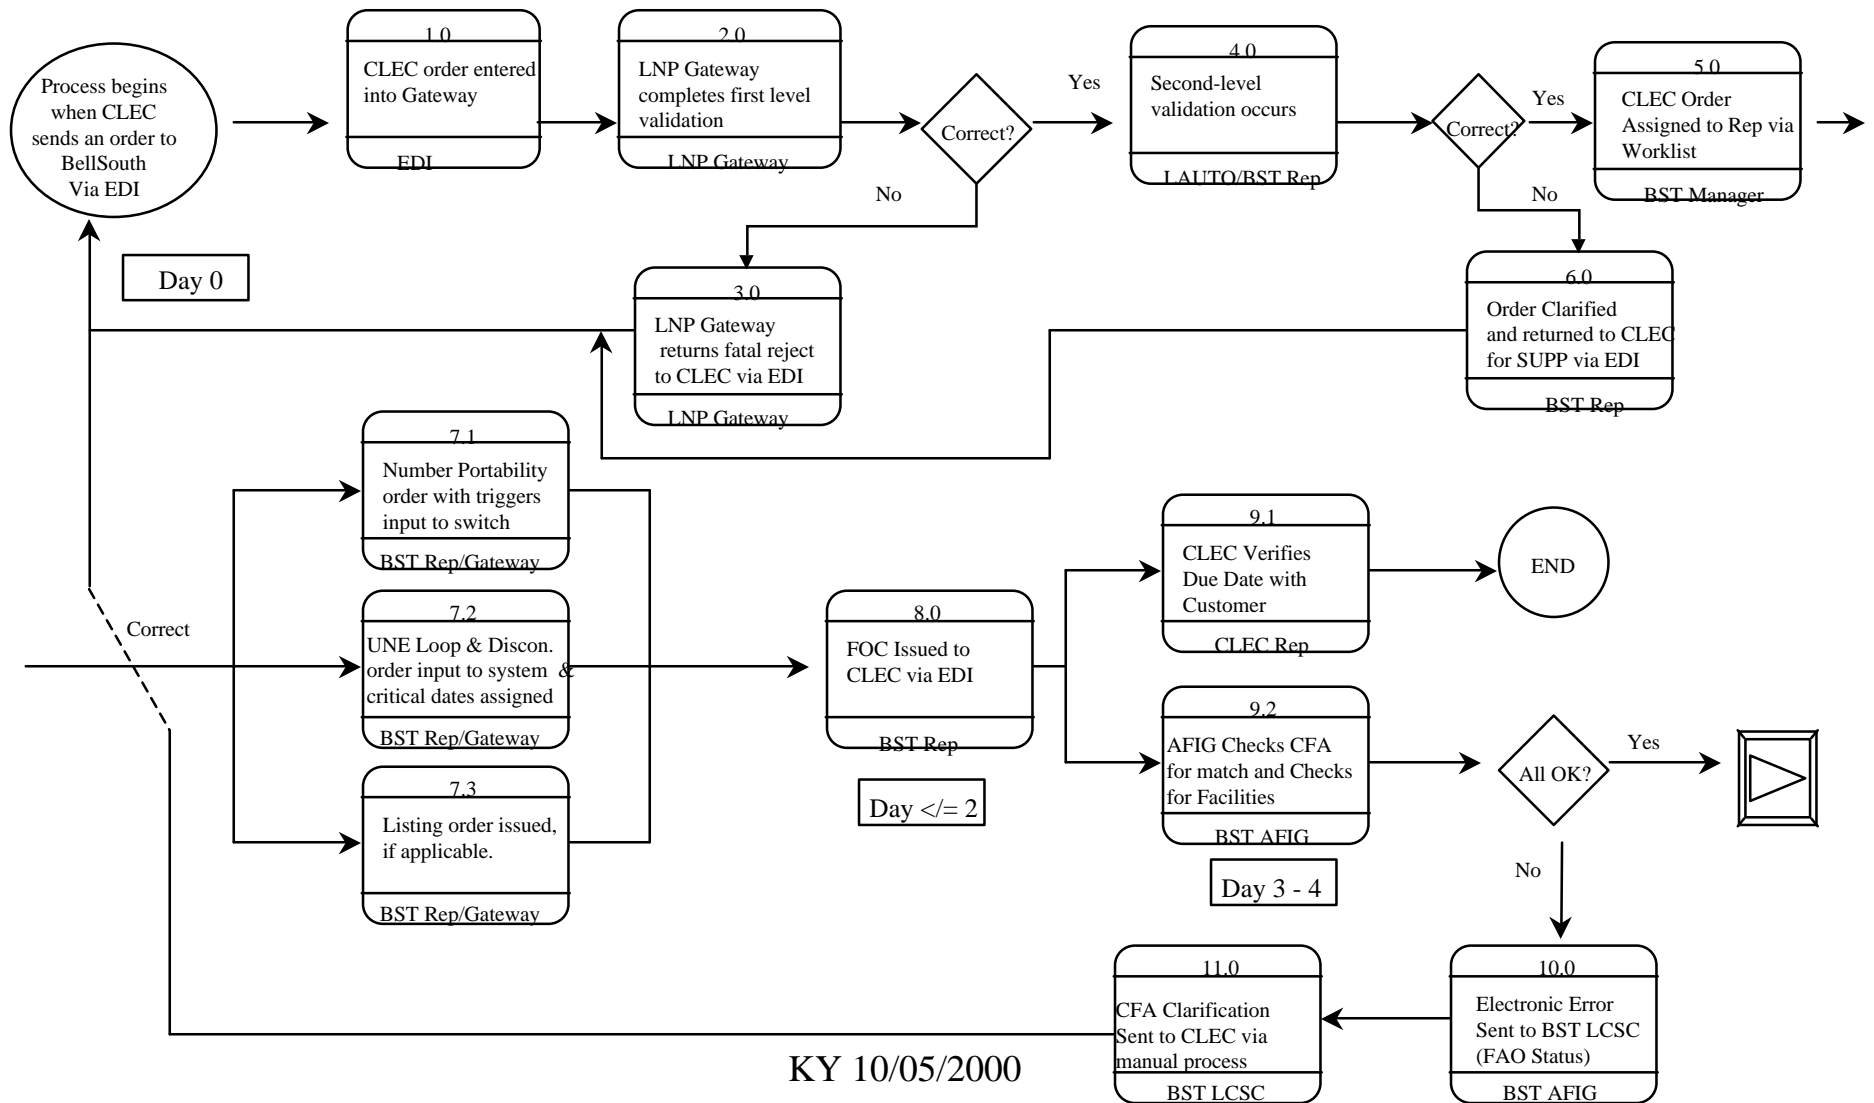 Process begins
when CLEC
sends an order to
BellSouth
Via EDI
1.0
CLEC order entered
into Gateway
EDI
2.0
LNP Gateway
completes first level
validation
LNP Gateway
Correct?
Yes
No
4.0
Second-level
validation occurs
LAUTO/BST Rep
Correct?
Yes
No
5.0
CLEC Order
Assigned to Rep via
Worklist
BST Manager
Day 0
3.0
LNP Gateway
returns fatal reject
to CLEC via EDI
LNP Gateway
6.0
Order Clarified
and returned to CLEC
for SUPP via EDI
BST Rep
Correct
7.1
Number Portability
order with triggers
input to switch
BST Rep/Gateway
7.2
UNE Loop & Discon.
order input to system &
critical dates assigned
BST Rep/Gateway
7.3
Listing order issued,
if applicable.
BST Rep/Gateway
8.0
FOC Issued to
CLEC via EDI
BST Rep
Day </= 2
9.1
CLEC Verifies
Due Date with
Customer
CLEC Rep
END
9.2
AFIG Checks CFA
for match and Checks
for Facilities
BST AFIG
Day 3 - 4
All OK?
Yes
No
11.0
CFA Clarification
Sent to CLEC via
manual process
BST LCSC
10.0
Electronic Error
Sent to BST LCSC
(FAO Status)
BST AFIG
KY 10/05/2000